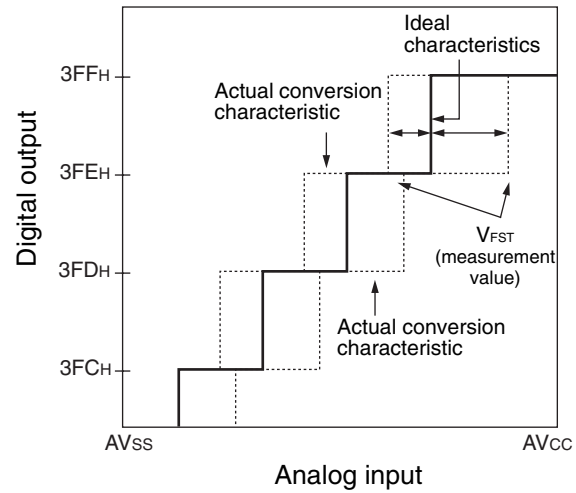 Ideal
characteristics
3FFH
Actual conversion
characteristic
3FEH
Digital output
VFST
(measurement
value)
3FDH
Actual conversion
characteristic
3FCH
AVSS
AVCC
Analog input